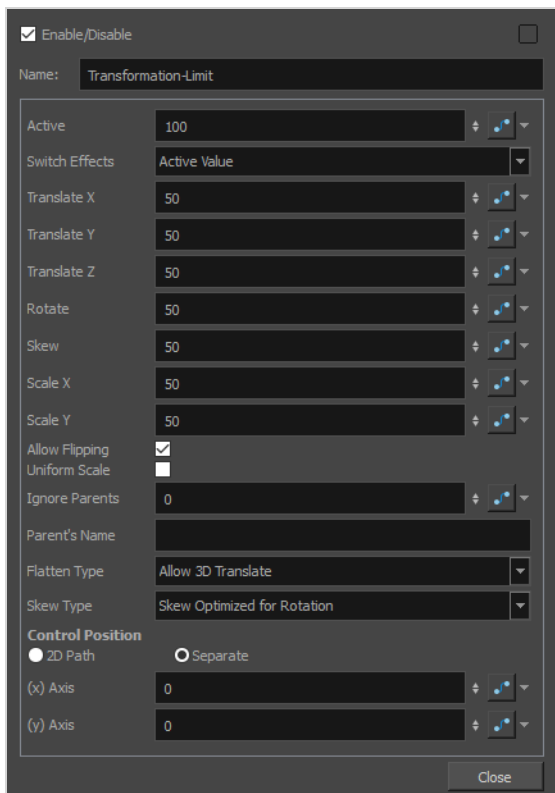 Enable/Disable
Name: Transformation-Limit
Active 100
Switch Effects Active Value
Translate X 50
Translate Y 50
Translate Z 50
Rotate 50
Skew 50
Scale X 50
Scale Y 50
Allow Flipping
Uniform Scale
Ignore Parents 0
Parent's Name
Flatten Type Allow 3D Translate
Skew Type Skew Optimized for Rotation
Control Position
2D Path Separate
(x) Axis 0
(y) Axis 0
Close